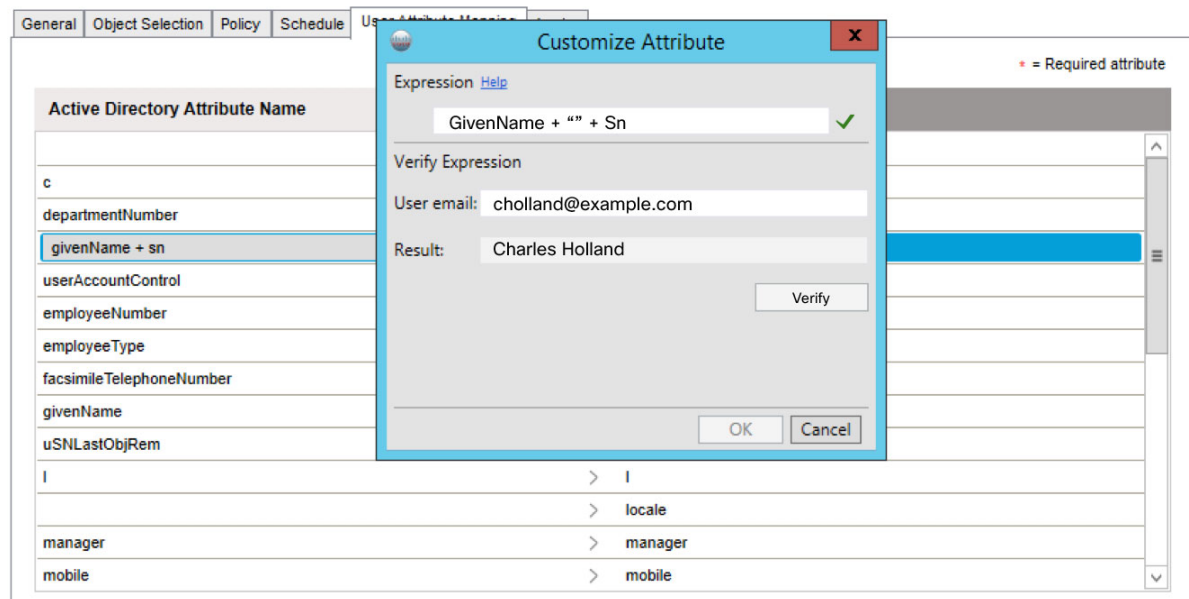 General Object Selection Policy Schedule
Customize Attribute x
* = Required attribute
Expression Help
Active Directory Attribute Name
GivenName + “” + Sn
Verify Expression
c
User email: cholland@example.com
departmentNumber
givenName + sn
Result: Charles Holland
userAccountControl
Verify
employeeNumber
employeeType
facsimileTelephoneNumber
givenName
OK Cancel
uSNLastObjRem
l > l
> locale
manager > manager
mobile > mobile